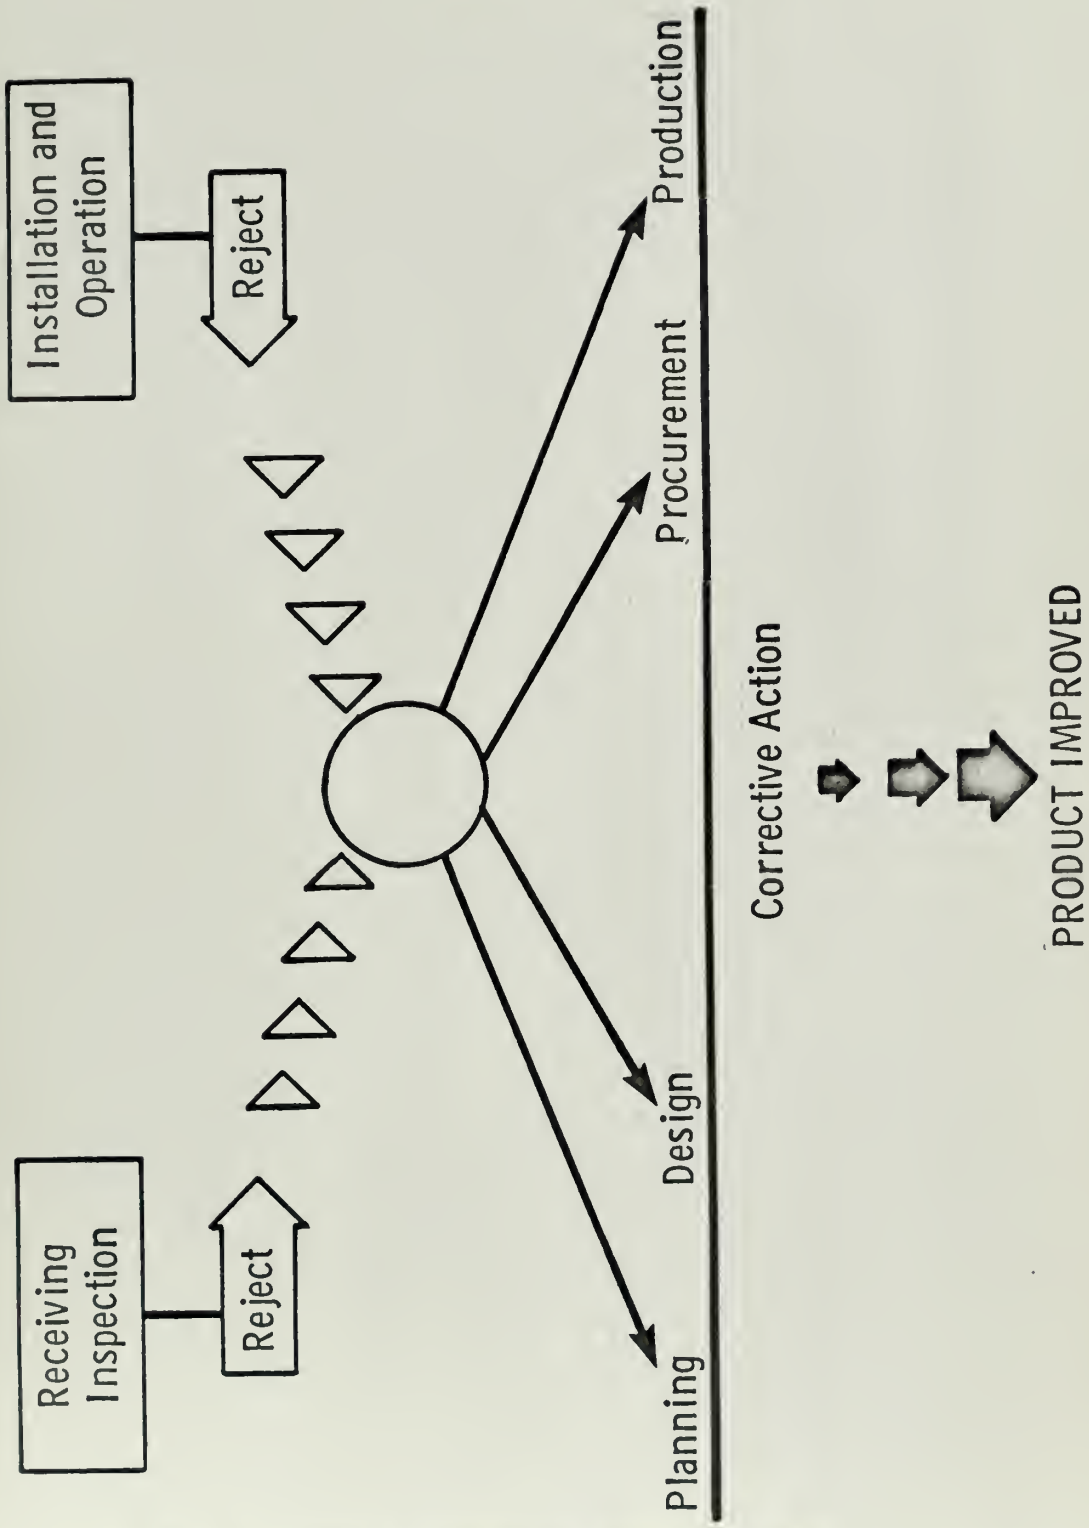 Receiving
Inspection
Installation and
Operation
Reject
Reject
Planning
Design
Procurement
Production
Corrective Action
PRODUCT IMPROVED